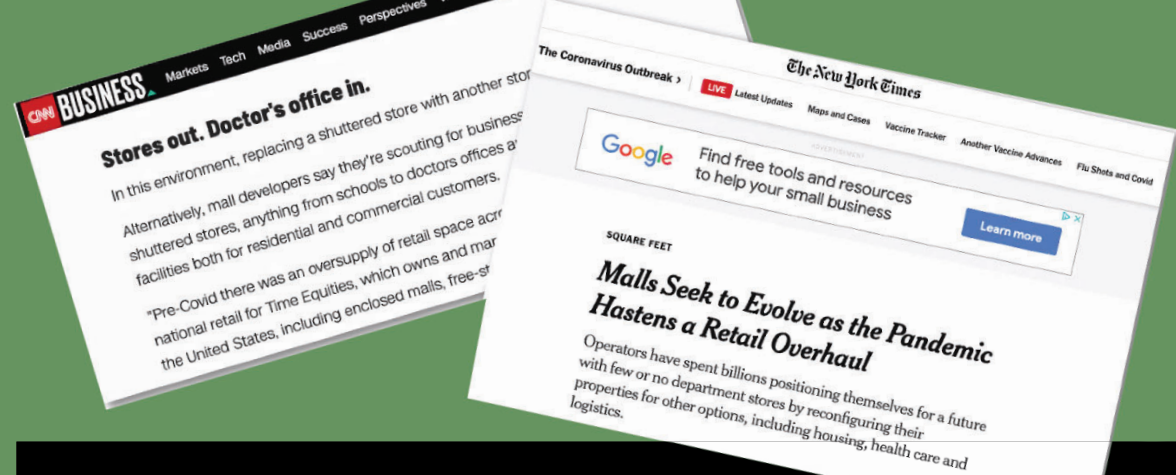 CNN BUSINESS Markets Tech Media Success Perspectives
Stores out. Doctor's office in.
In this environment, replacing a shuttered store with another
Alternatively, mall developers say they're scouting for
shuttered stores, anything from schools to doctors offices
facilities both for residential and commercial customers.
"Pre-Covid there was an oversupply of retail space
national retail for Time Equities, which owns and
the United States, including enclosed malls,
The New York Times
The Coronavirus Outbreak › LIVE Latest Updates Maps and Cases Vaccine Tracker Another Vaccine Advances Flu Shots and Covid
ADVERTISEMENT
Google Find free tools and resources
to help your small business
Learn more
SQUARE FEET
Malls Seek to Evolve as the Pandemic
Hastens a Retail Overhaul
Operators have spent billions positioning themselves for a future
with few or no department stores by reconfiguring their
properties for other options, including housing, health care and
logistics.